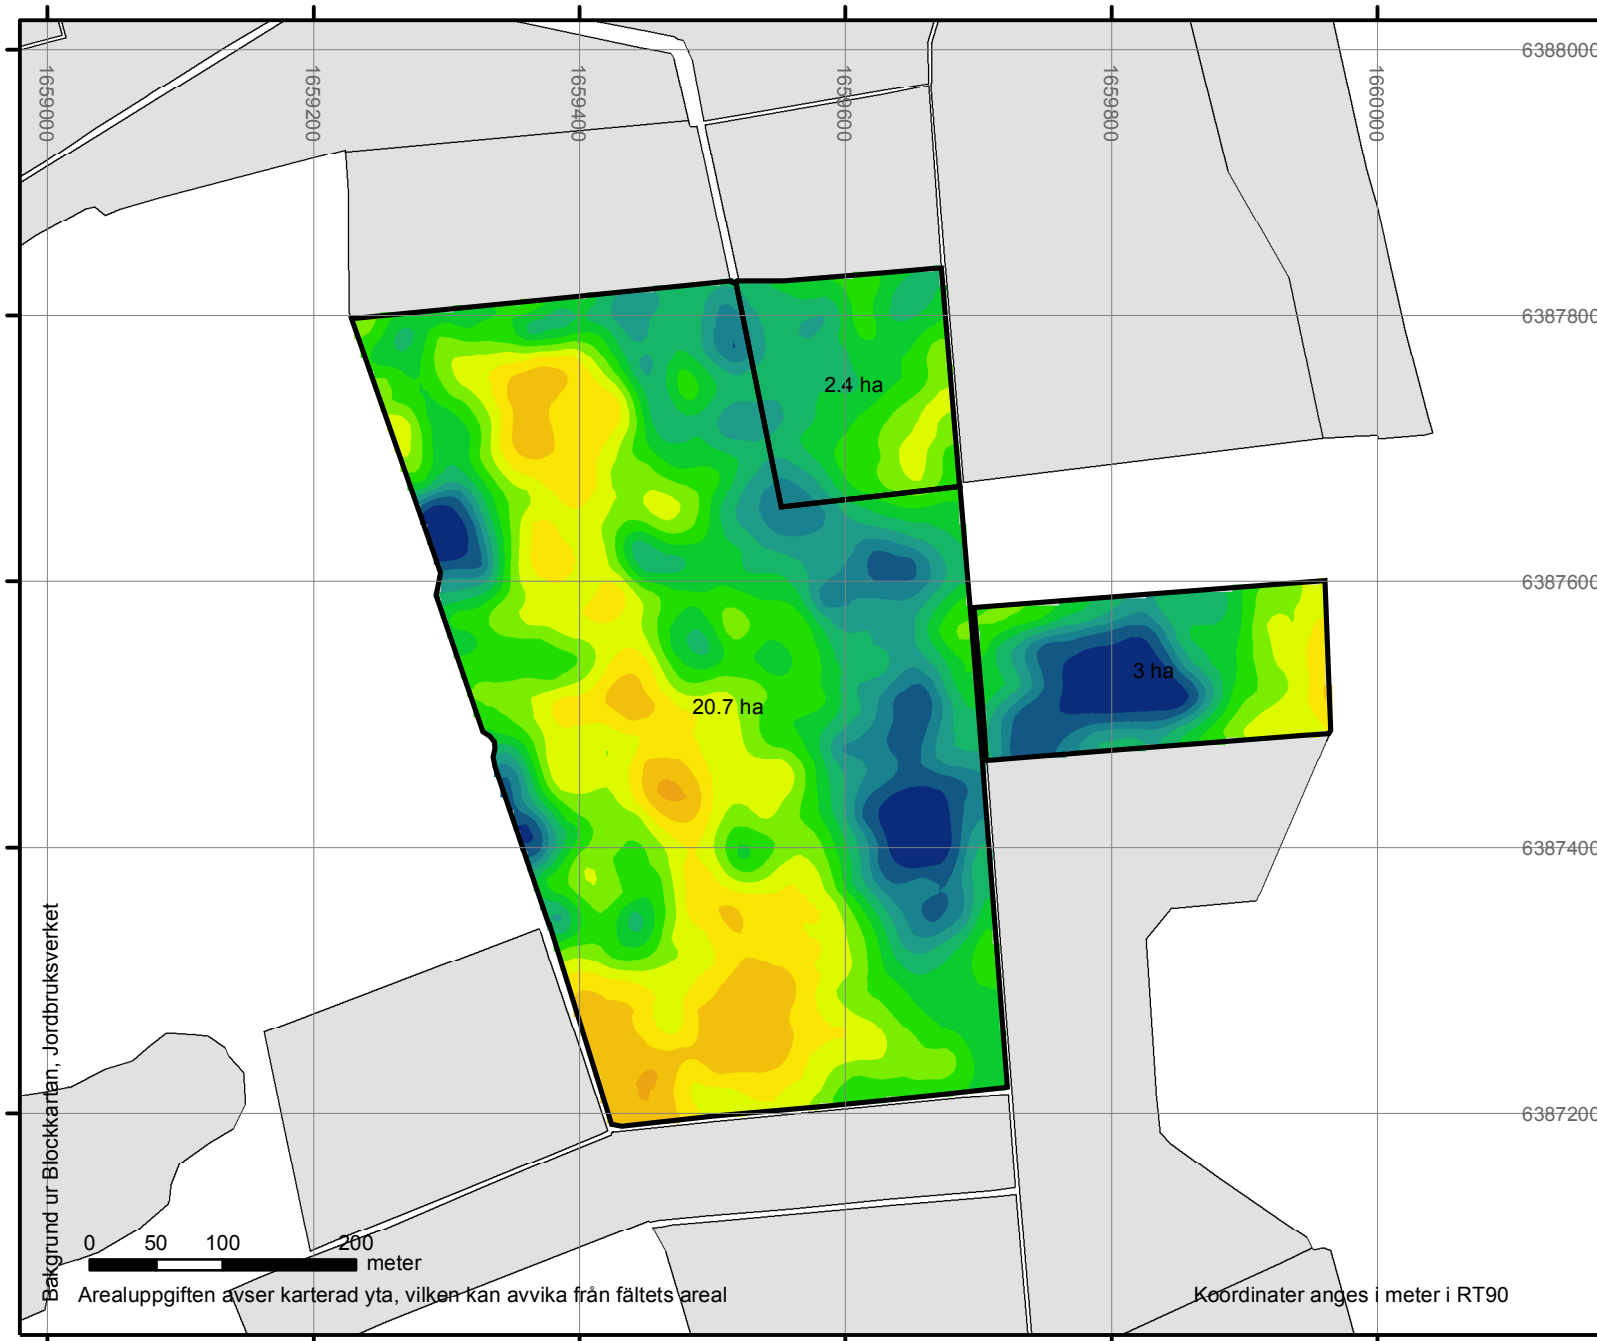 1659000
1659200
1659400
1659600
1659800
1660000
6388000
6387800
6387600
6387400
6387200
2.4 ha
3 ha
20.7 ha
Bakgrund ur Blockkartan, Jordbruksverket
0 50 100 200
meter
Arealuppgiften avser karterad yta, vilken kan avvika från fältets areal
Koordinater anges i meter i RT90